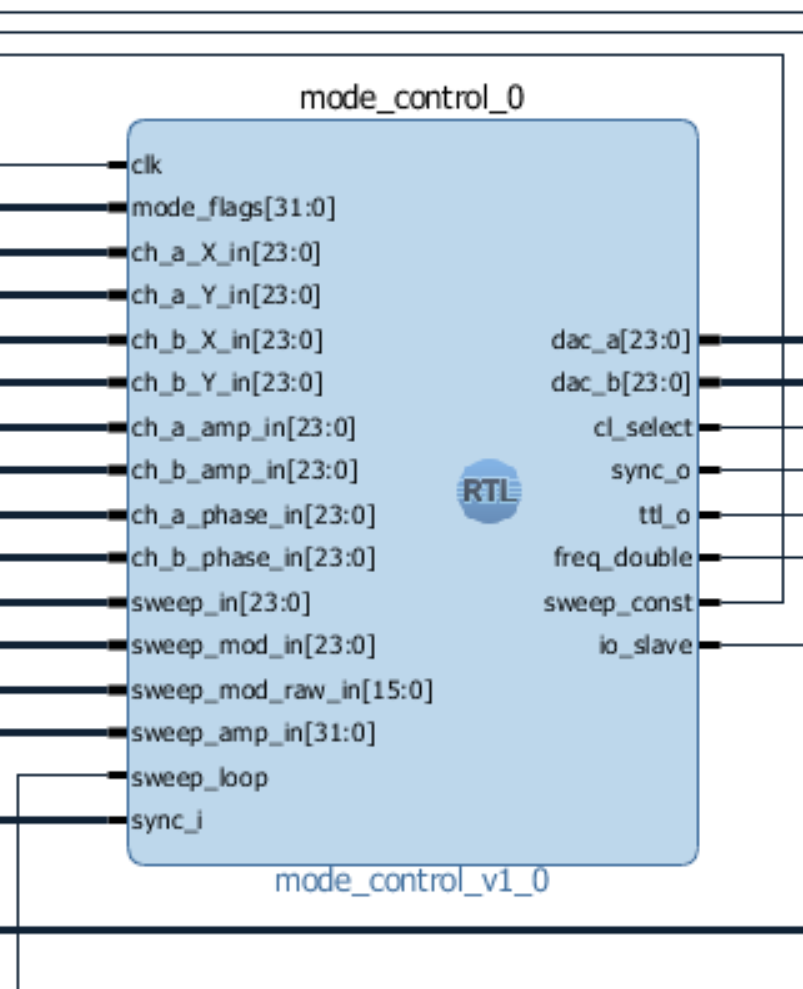 mode_control_0
clk
mode_flags[31:0]
ch_a_X_in[23:0]
ch_a_Y_in[23:0]
ch_b_X_in[23:0]
ch_b_Y_in[23:0]
ch_a_amp_in[23:0]
ch_b_amp_in[23:0]
ch_a_phase_in[23:0]
ch_b_phase_in[23:0]
sweep_in[23:0]
sweep_mod_in[23:0]
sweep_mod_raw_in[15:0]
sweep_amp_in[31:0]
sweep_loop
sync_i
RTL
dac_a[23:0]
dac_b[23:0]
cl_select
sync_o
ttl_o
freq_double
sweep_const
io_slave
mode_control_v1_0